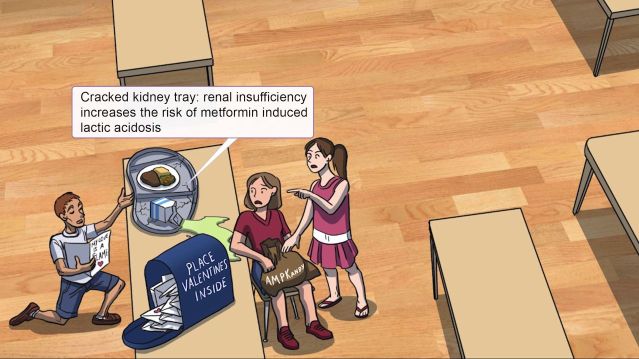 Cracked kidney tray: renal insufficiency
increases the risk of metformin induced
lactic acidosis
PLACE
VALENTINES
INSIDE
AMPKandy